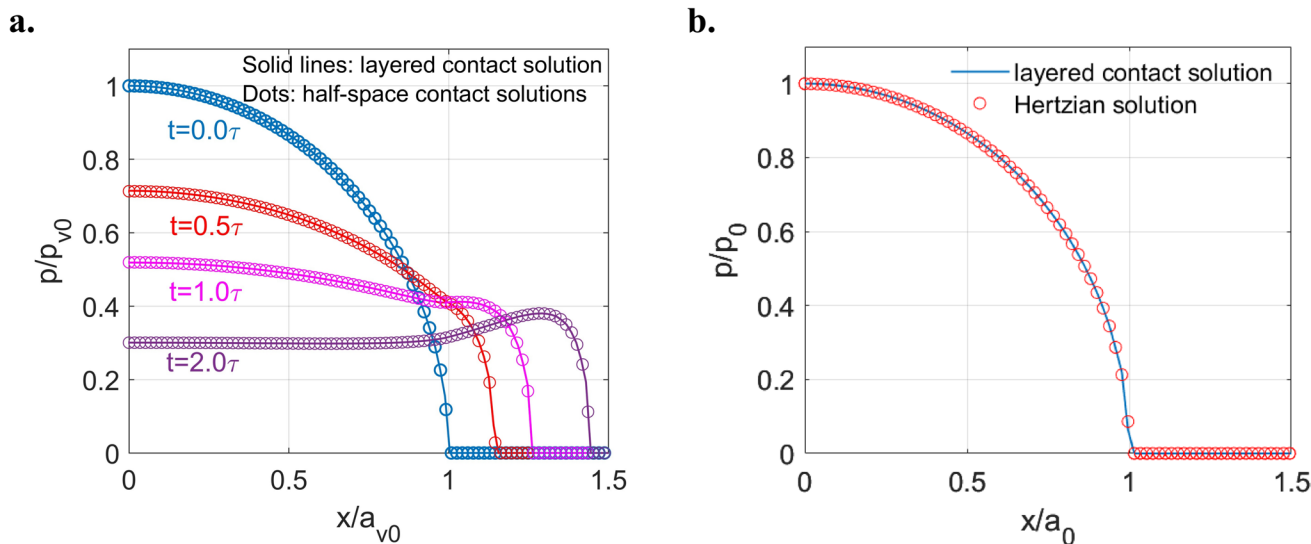 a.
Solid lines: layered contact solution
Dots: half-space contact solutions
t=0.0τ
t=0.5τ
t=1.0τ
t=2.0τ
1
0.8
0.6
0.4
0.2
0
0
0.5
1
1.5
p/p_v0
x/a_v0
b.
layered contact solution
Hertzian solution
1
0.8
0.6
0.4
0.2
0
0
0.5
1
1.5
p/p_0
x/a_0